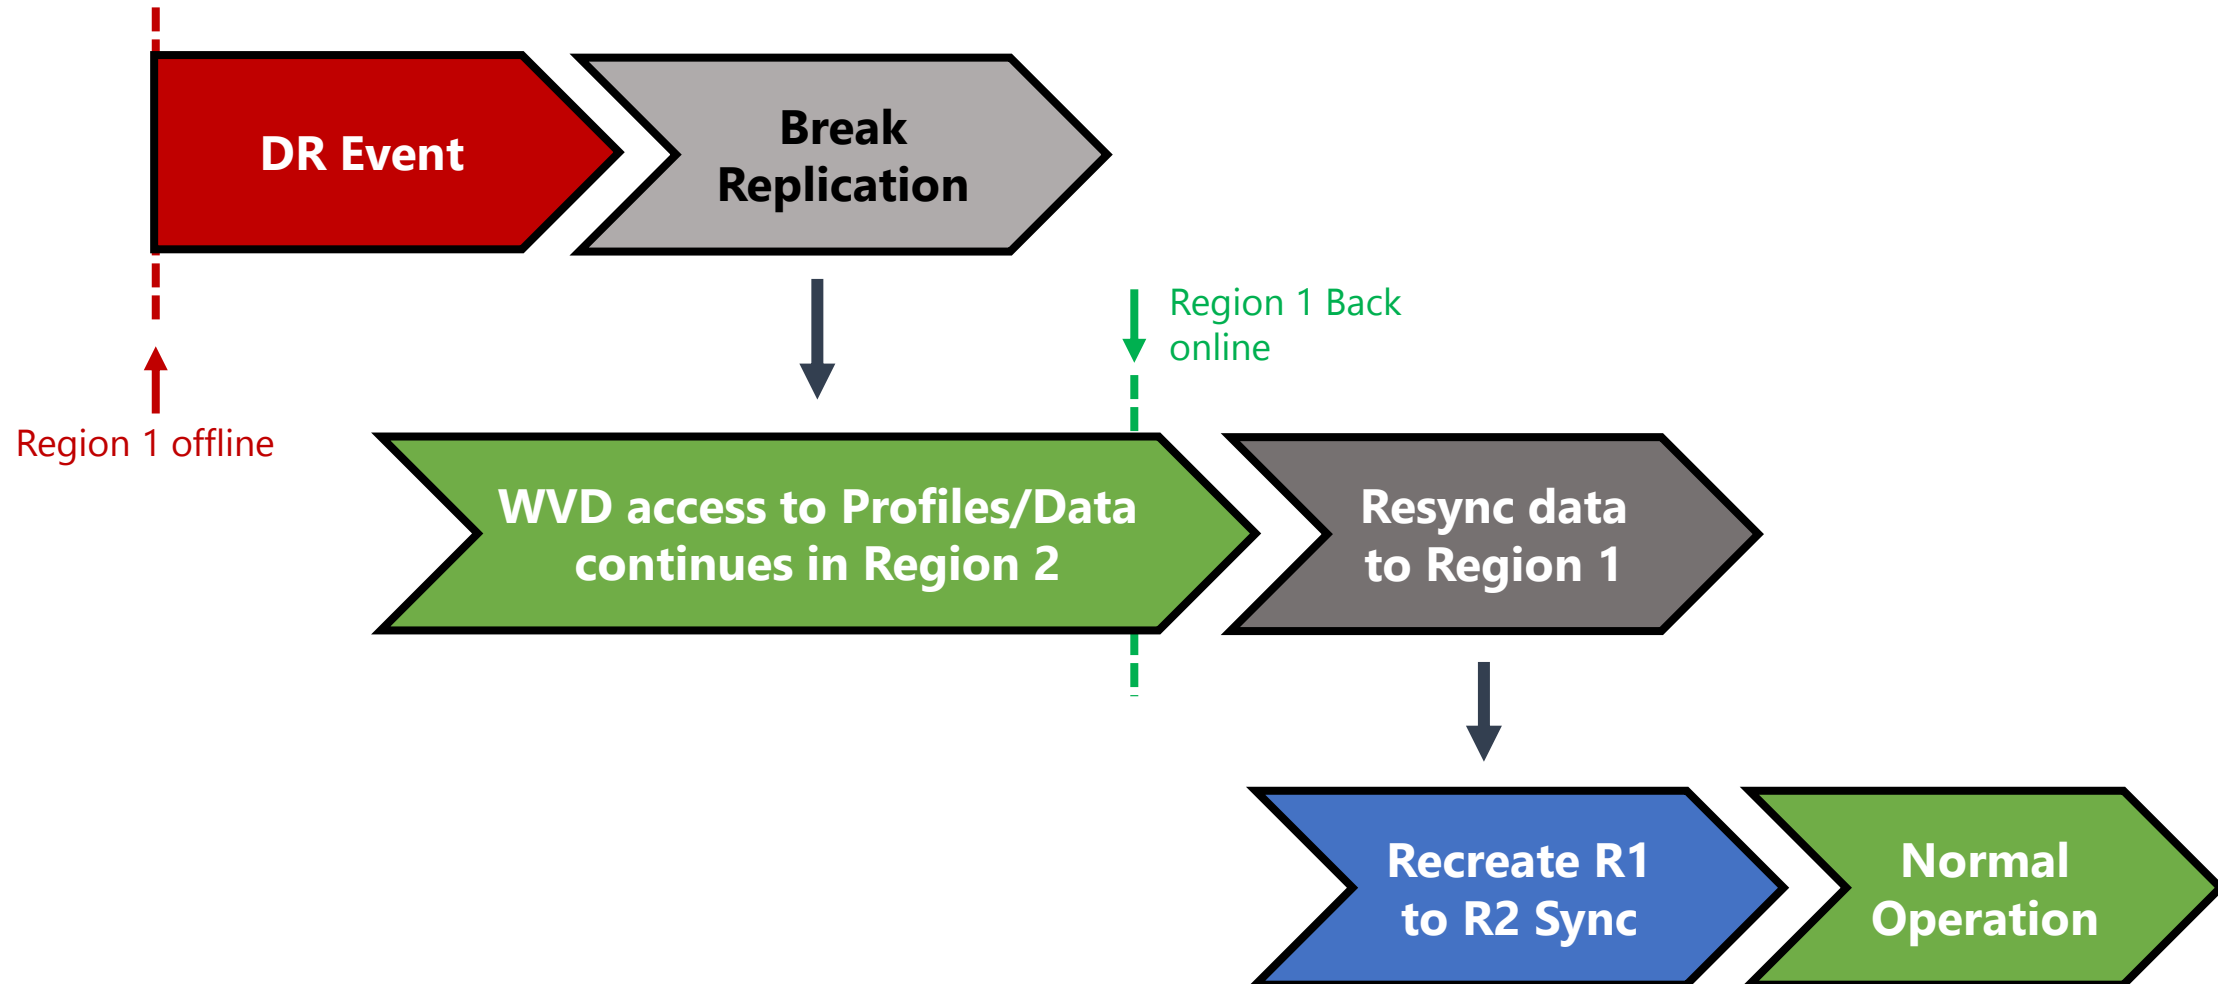 DR Event
Break
Replication
Region 1 Back
online
Region 1 offline
WVD access to Profiles/Data
continues in Region 2
Resync data
to Region 1
Recreate R1
to R2 Sync
Normal
Operation